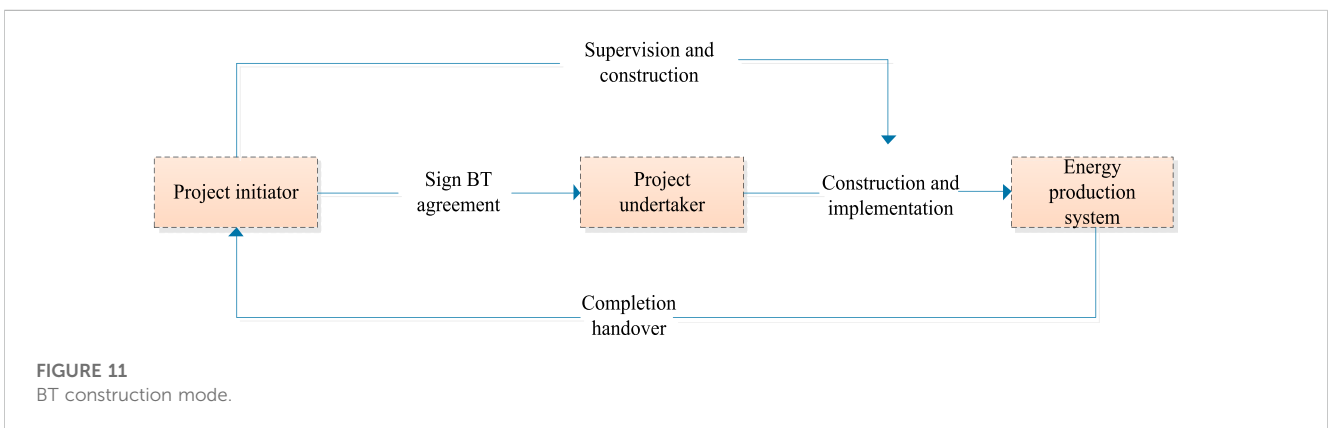 Supervision and
construction
Project initiator
Sign BT
agreement
Project
undertaker
Construction and
implementation
Energy
production
system
Completion
handover
FIGURE 11
BT construction mode.